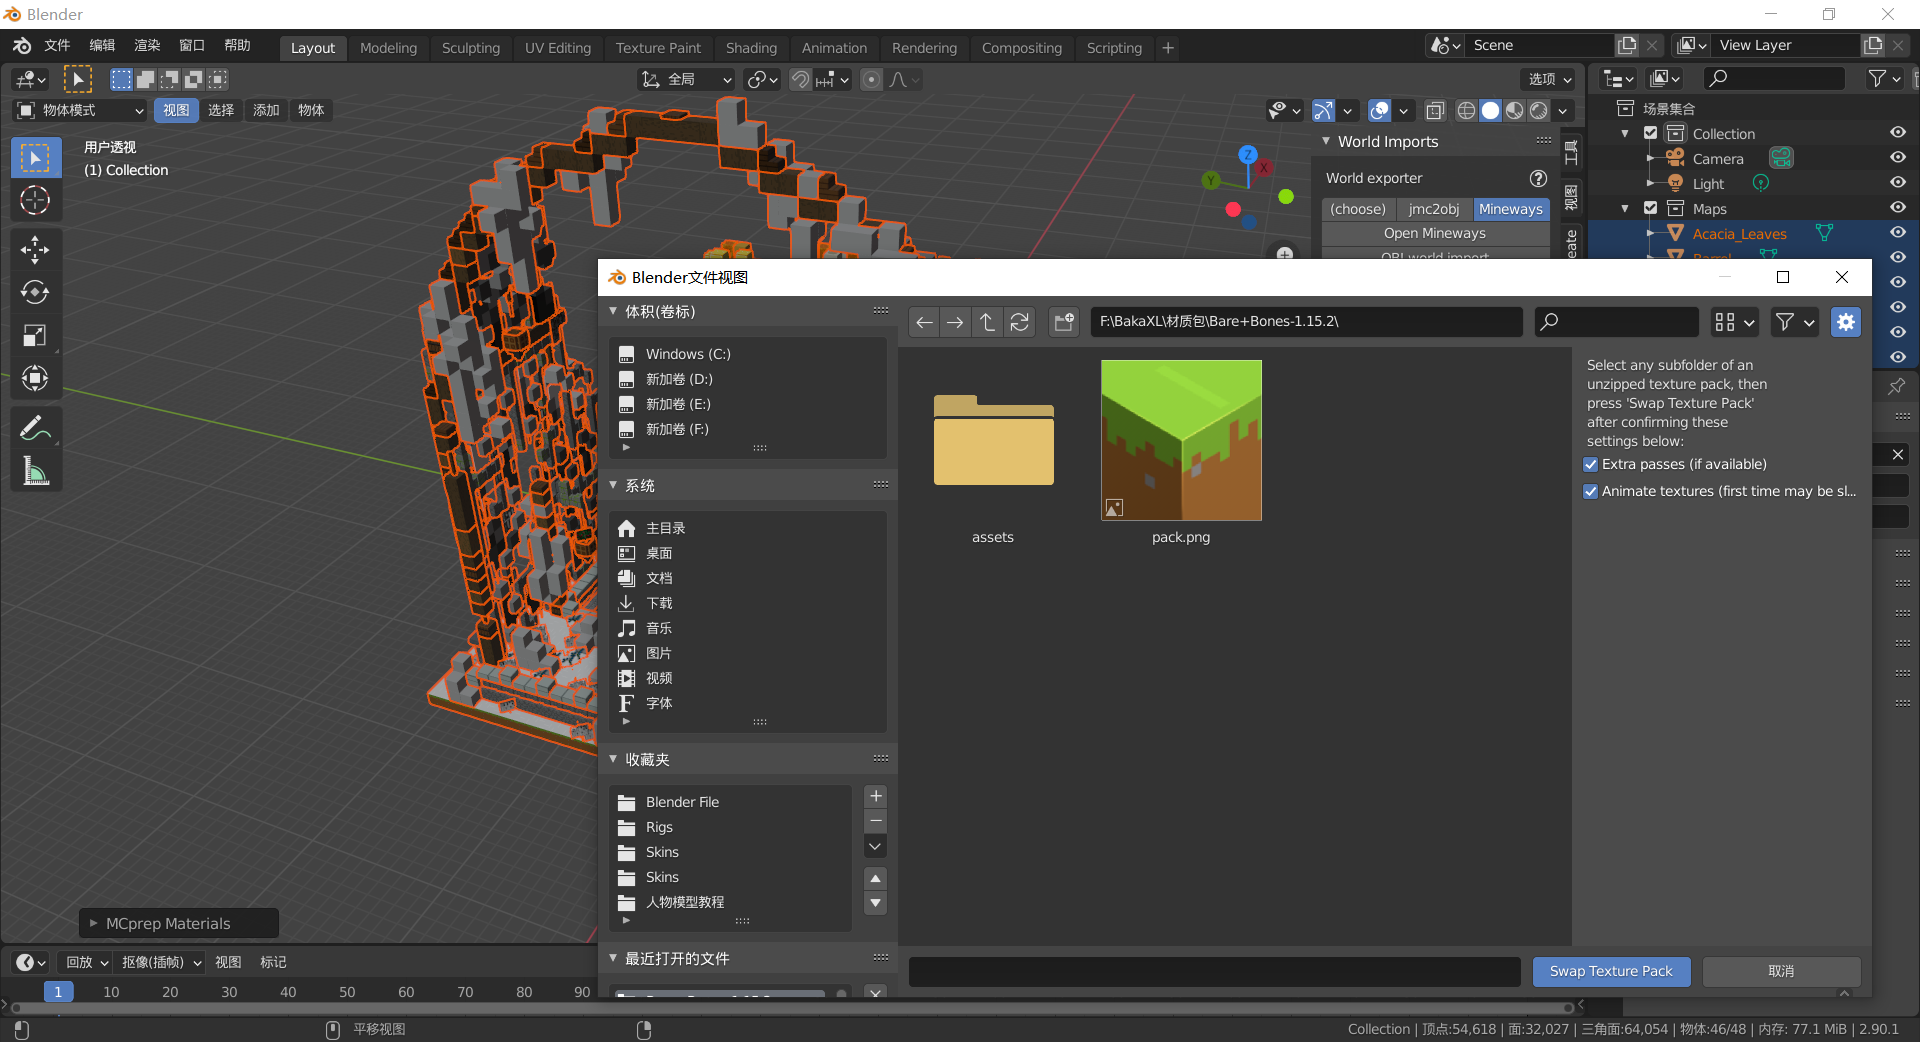 Blender
文件 编辑 渲染 窗口 帮助 Layout Modeling Sculpting UV Editing Texture Paint Shading Animation Rendering Compositing Scripting + Scene View Layer
全局 选项
物体模式 视图 选择 添加 物体
用户透视
(1) Collection
Z
X
Y
World Imports
World exporter
(choose) jmc2obj Mineways
Open Mineways
OBJ world import
工具
视图
eate
场景集合
Collection
Camera
Light
Maps
Acacia_Leaves
Barrel
Blender文件视图
体积(卷标)
Windows (C:)
新加卷 (D:)
新加卷 (E:)
新加卷 (F:)
系统
主目录
桌面
文档
下载
音乐
图片
视频
字体
收藏夹
Blender File
Rigs
Skins
Skins
人物模型教程
最近打开的文件
F:\BakaXL\材质包\Bare+Bones-1.15.2\
assets
pack.png
Select any subfolder of an
unzipped texture pack, then
press 'Swap Texture Pack'
after confirming these
settings below:
Extra passes (if available)
Animate textures (first time may be sl...
Swap Texture Pack 取消
MCprep Materials
回放 抠像(插帧) 视图 标记
1 10 20 30 40 50 60 70 80 90
平移视图
Collection | 顶点:54,618 | 面:32,027 | 三角面:64,054 | 物体:46/48 | 内存: 77.1 MiB | 2.90.1